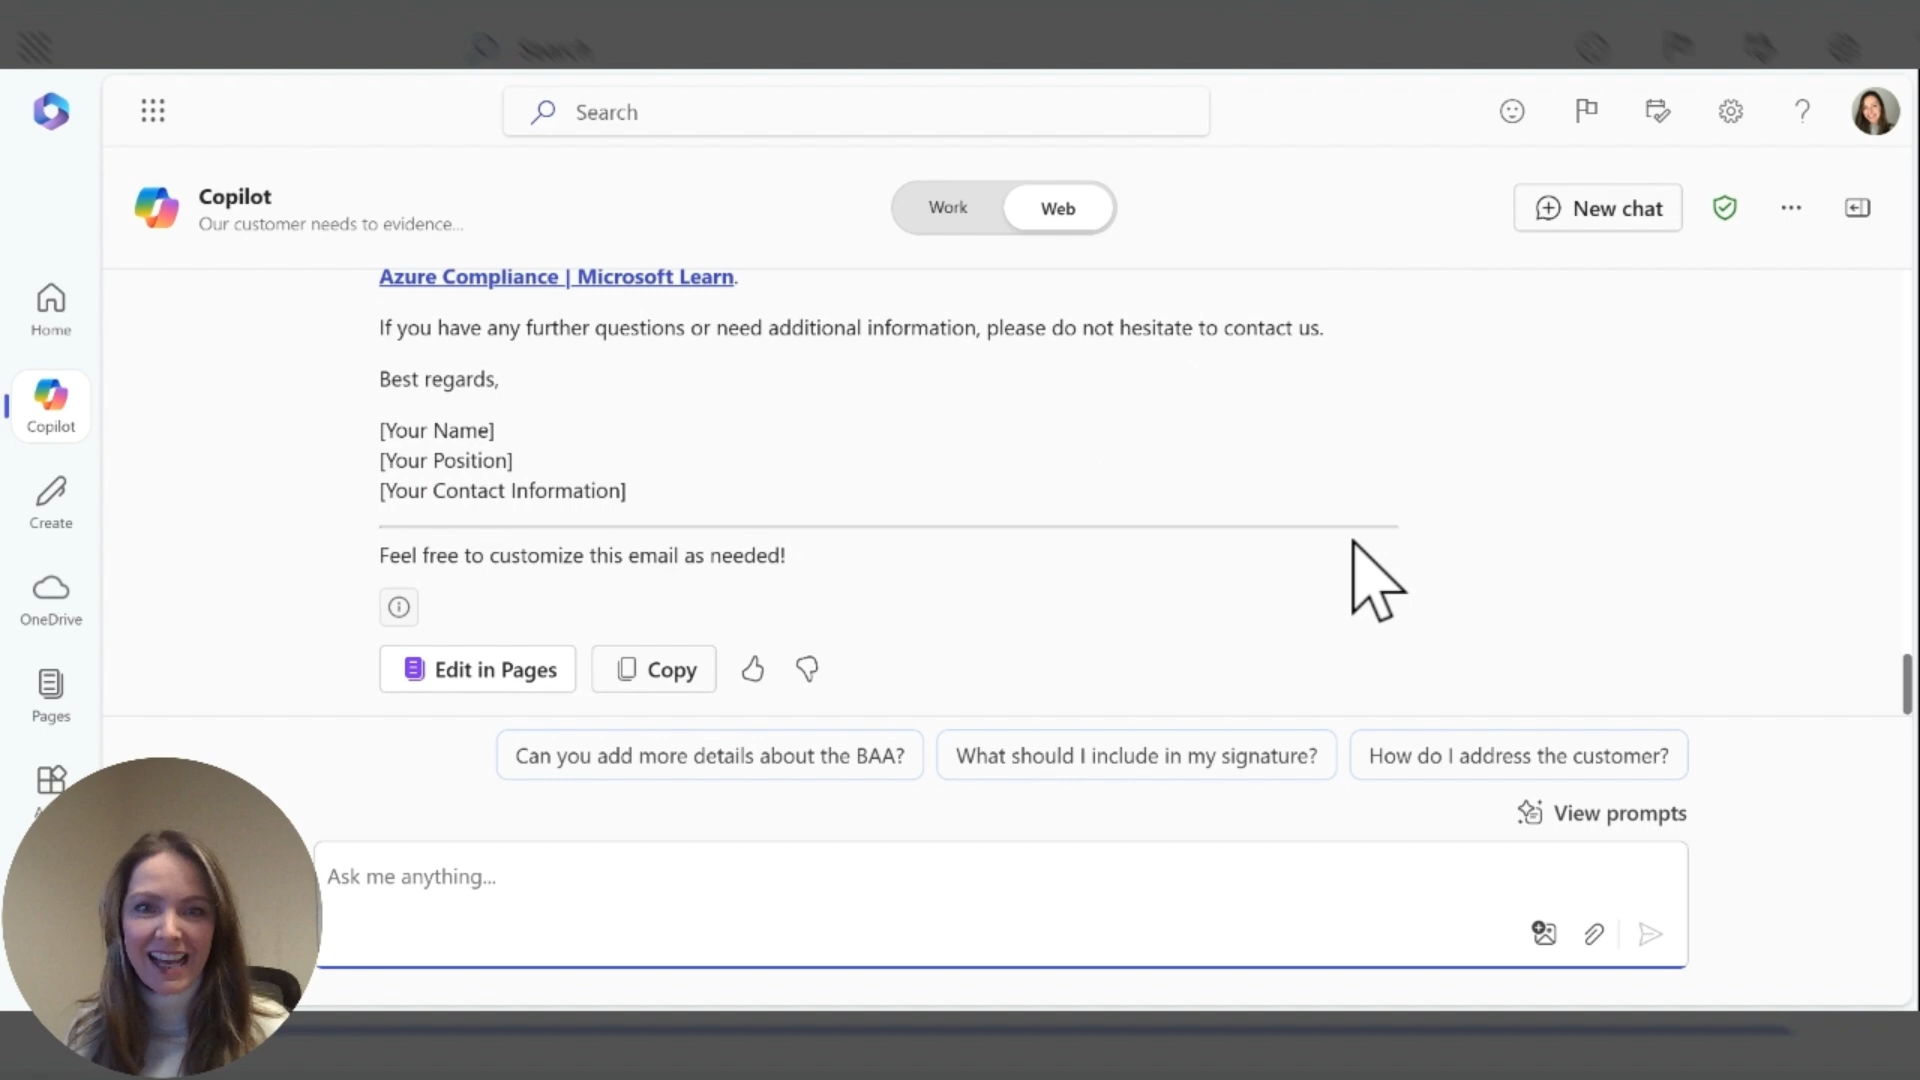 Search
Search
Copilot
Our customer needs to evidence...
Work
Web
New chat
Azure Compliance | Microsoft Learn.
If you have any further questions or need additional information, please do not hesitate to contact us.
Best regards,
[Your Name]
[Your Position]
[Your Contact Information]
Feel free to customize this email as needed!
Edit in Pages
Copy
Home
Copilot
Create
OneDrive
Pages
Can you add more details about the BAA?
What should I include in my signature?
How do I address the customer?
View prompts
Ask me anything...